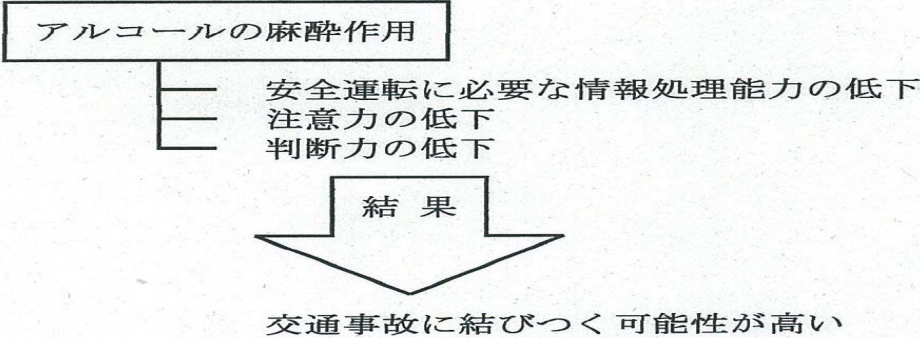 アルコールの麻酔作用
安全運転に必要な情報処理能力の低下
注意力の低下
判断力の低下
結果
交通事故に結びつく可能性が高い